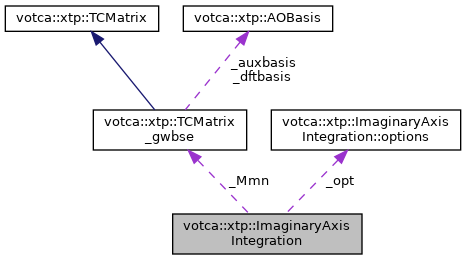 votca::xtp::TCMatrix
votca::xtp::AOBasis
_auxbasis
_dftbasis
votca::xtp::TCMatrix
_gwbse
votca::xtp::ImaginaryAxis
Integration::options
_Mmn
_opt
votca::xtp::ImaginaryAxis
Integration